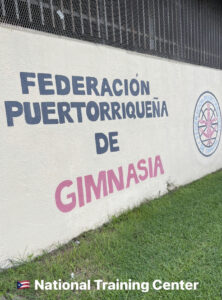 FEDERACIÓN
PUERTORRIQUEÑA
DE
GIMNASIA
🇵🇷 National Training Center